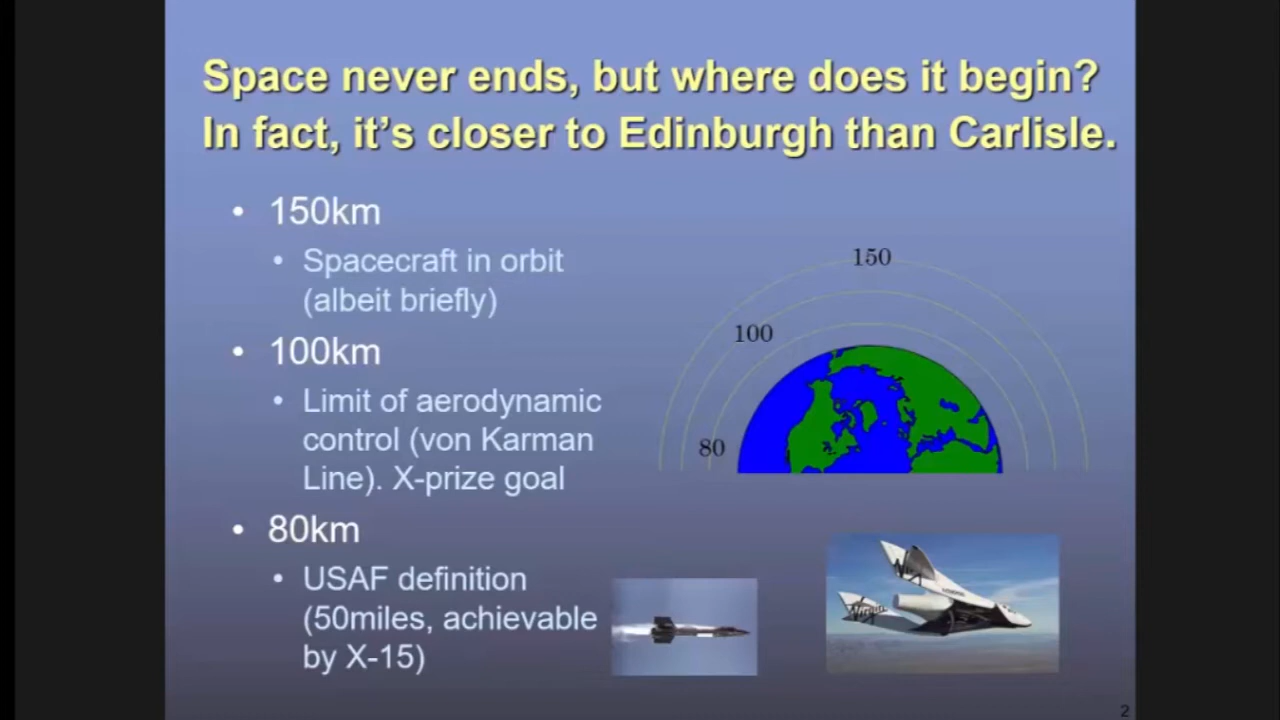 Space never ends, but where does it begin?
In fact, it's closer to Edinburgh than Carlisle.
• 150km
• Spacecraft in orbit
(albeit briefly)
• 100km
• Limit of aerodynamic
control (von Karman
Line). X-prize goal
• 80km
• USAF definition
(50miles, achievable
by X-15)
150
100
80
2